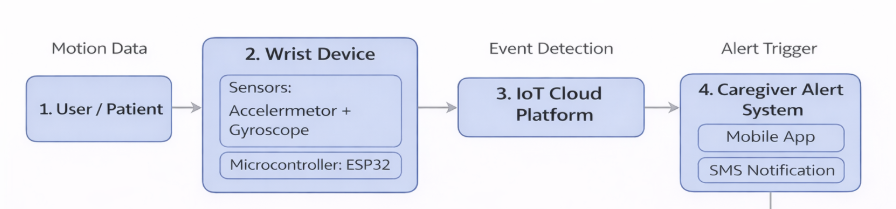 Motion Data
Event Detection
Alert Trigger
1. User / Patient
2. Wrist Device
Sensors:
Accelermetor +
Gyroscope
Microcontroller: ESP32
3. IoT Cloud
Platform
4. Caregiver Alert
System
Mobile App
SMS Notification